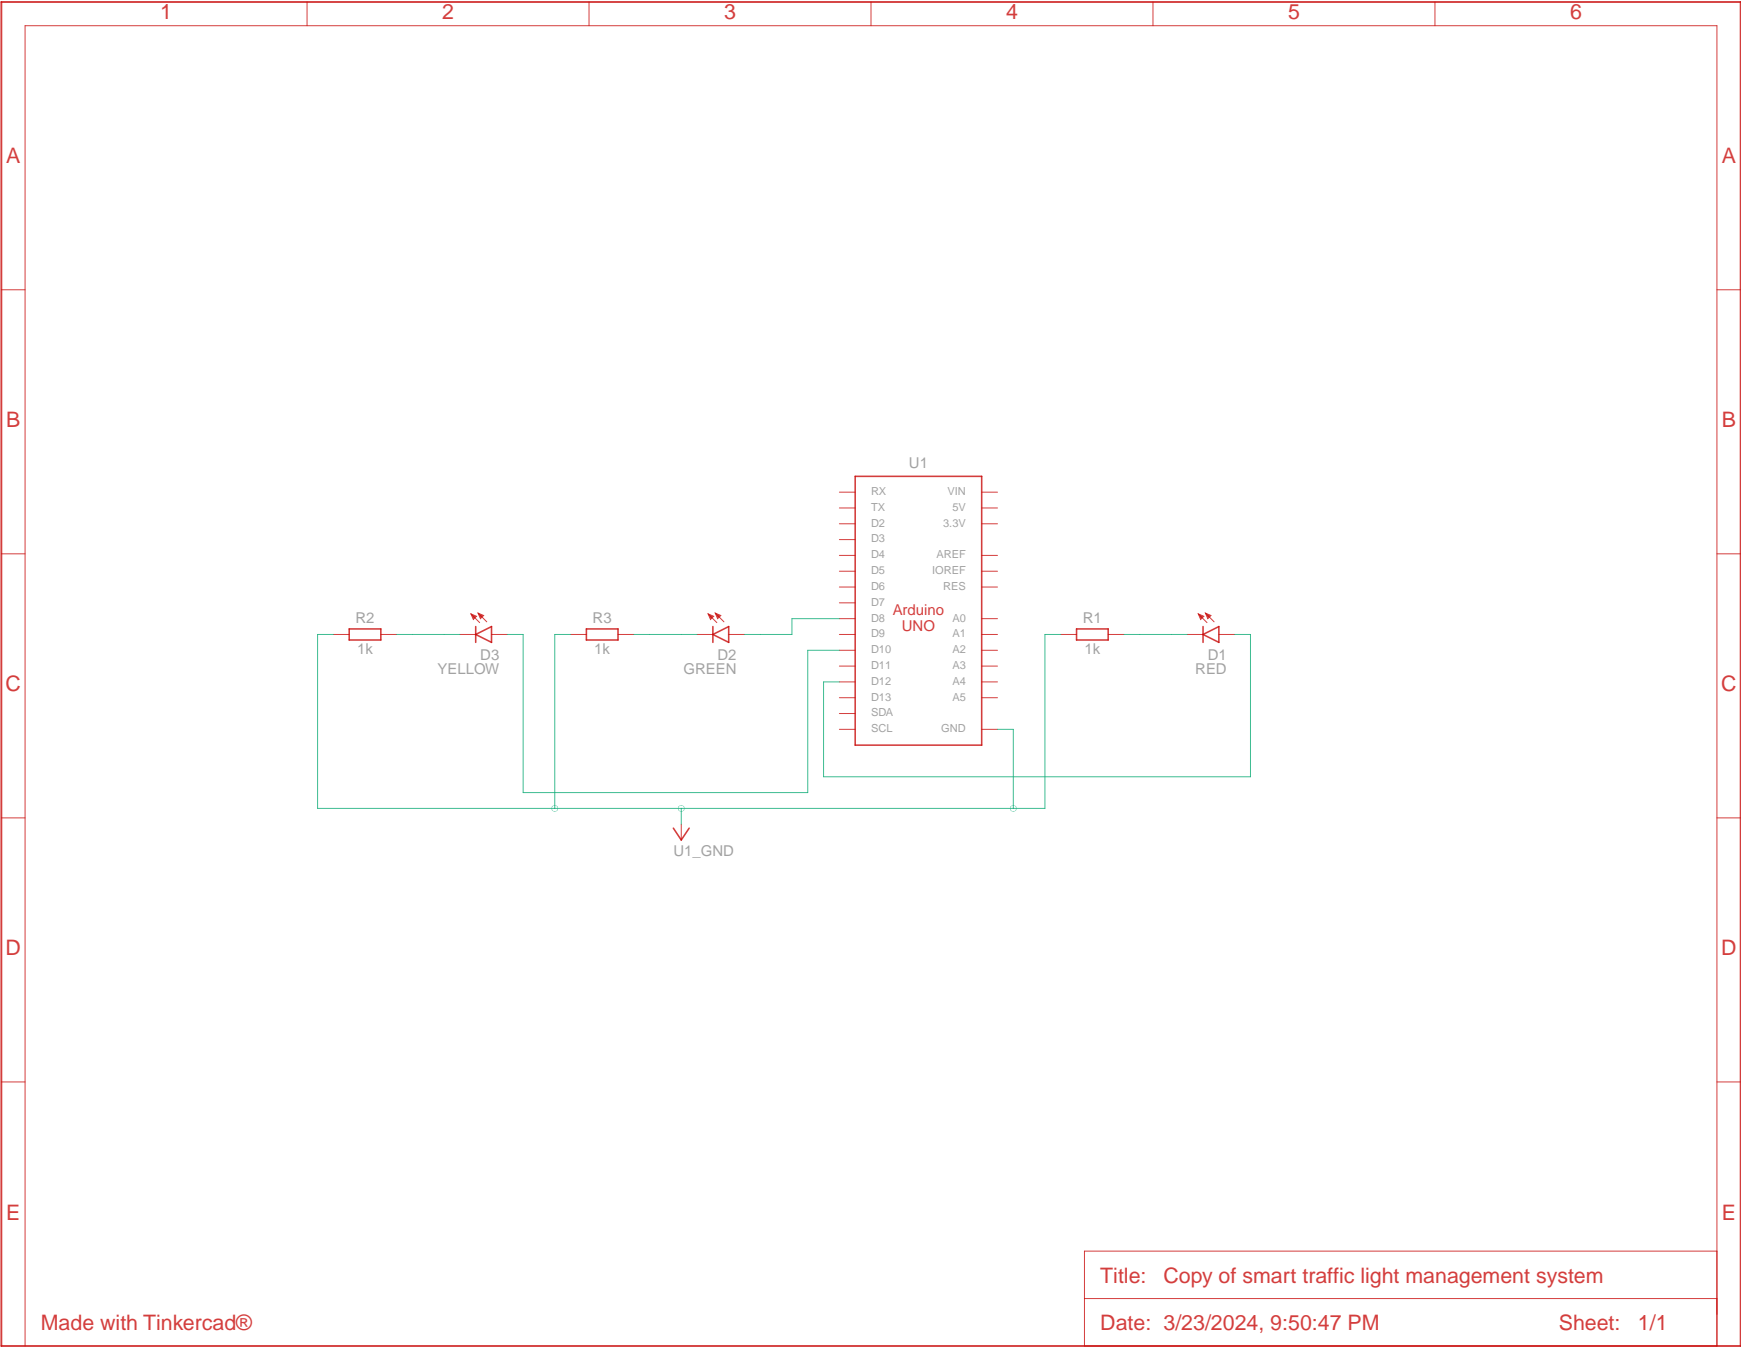 1 2 3 4 5 6
A A
B B
U1
RX VIN
TX 5V
D2 3.3V
D3
D4 AREF
D5 IOREF
D6 RES
D7
D8 A0
D9 A1
D10 A2
D11 A3
D12 A4
D13 A5
SDA
SCL GND
Arduino
UNO
R2
1k
D3
YELLOW
R3
1k
D2
GREEN
R1
1k
D1
RED
C C
U1_GND
D D
E E
Title: Copy of smart traffic light management system
Date: 3/23/2024, 9:50:47 PM Sheet: 1/1
Made with Tinkercad®